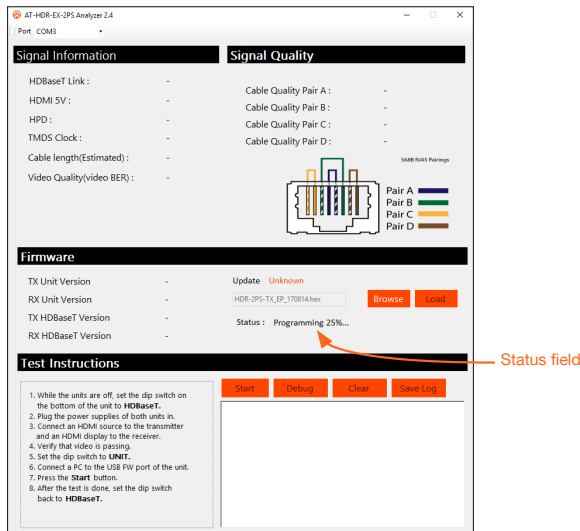 AT-HDR-EX-2PS Analyzer 2.4
Port COM3
Signal Information
HDBaseT Link : -
HDMI 5V : -
HPD : -
TMDS Clock : -
Cable length(Estimated) : -
Video Quality(video BER) : -
Signal Quality
Cable Quality Pair A : -
Cable Quality Pair B : -
Cable Quality Pair C : -
Cable Quality Pair D : -
568B RJ45 Pairings
Pair A
Pair B
Pair C
Pair D
Firmware
TX Unit Version -
RX Unit Version -
TX HDBaseT Version -
RX HDBaseT Version -
Update Unknown
HDR-2PS-TX_EP_170814.hex Browse Load
Status : Programming 25%...
Status field
Test Instructions
1. While the units are off, set the dip switch on
the bottom of the unit to HDBaseT.
2. Plug the power supplies of both units in.
3. Connect an HDMI source to the transmitter
and an HDMI display to the receiver.
4. Verify that video is passing.
5. Set the dip switch to UNIT.
6. Connect a PC to the USB FW port of the unit.
7. Press the Start button.
8. After the test is done, set the dip switch
back to HDBaseT.
Start Debug Clear Save Log